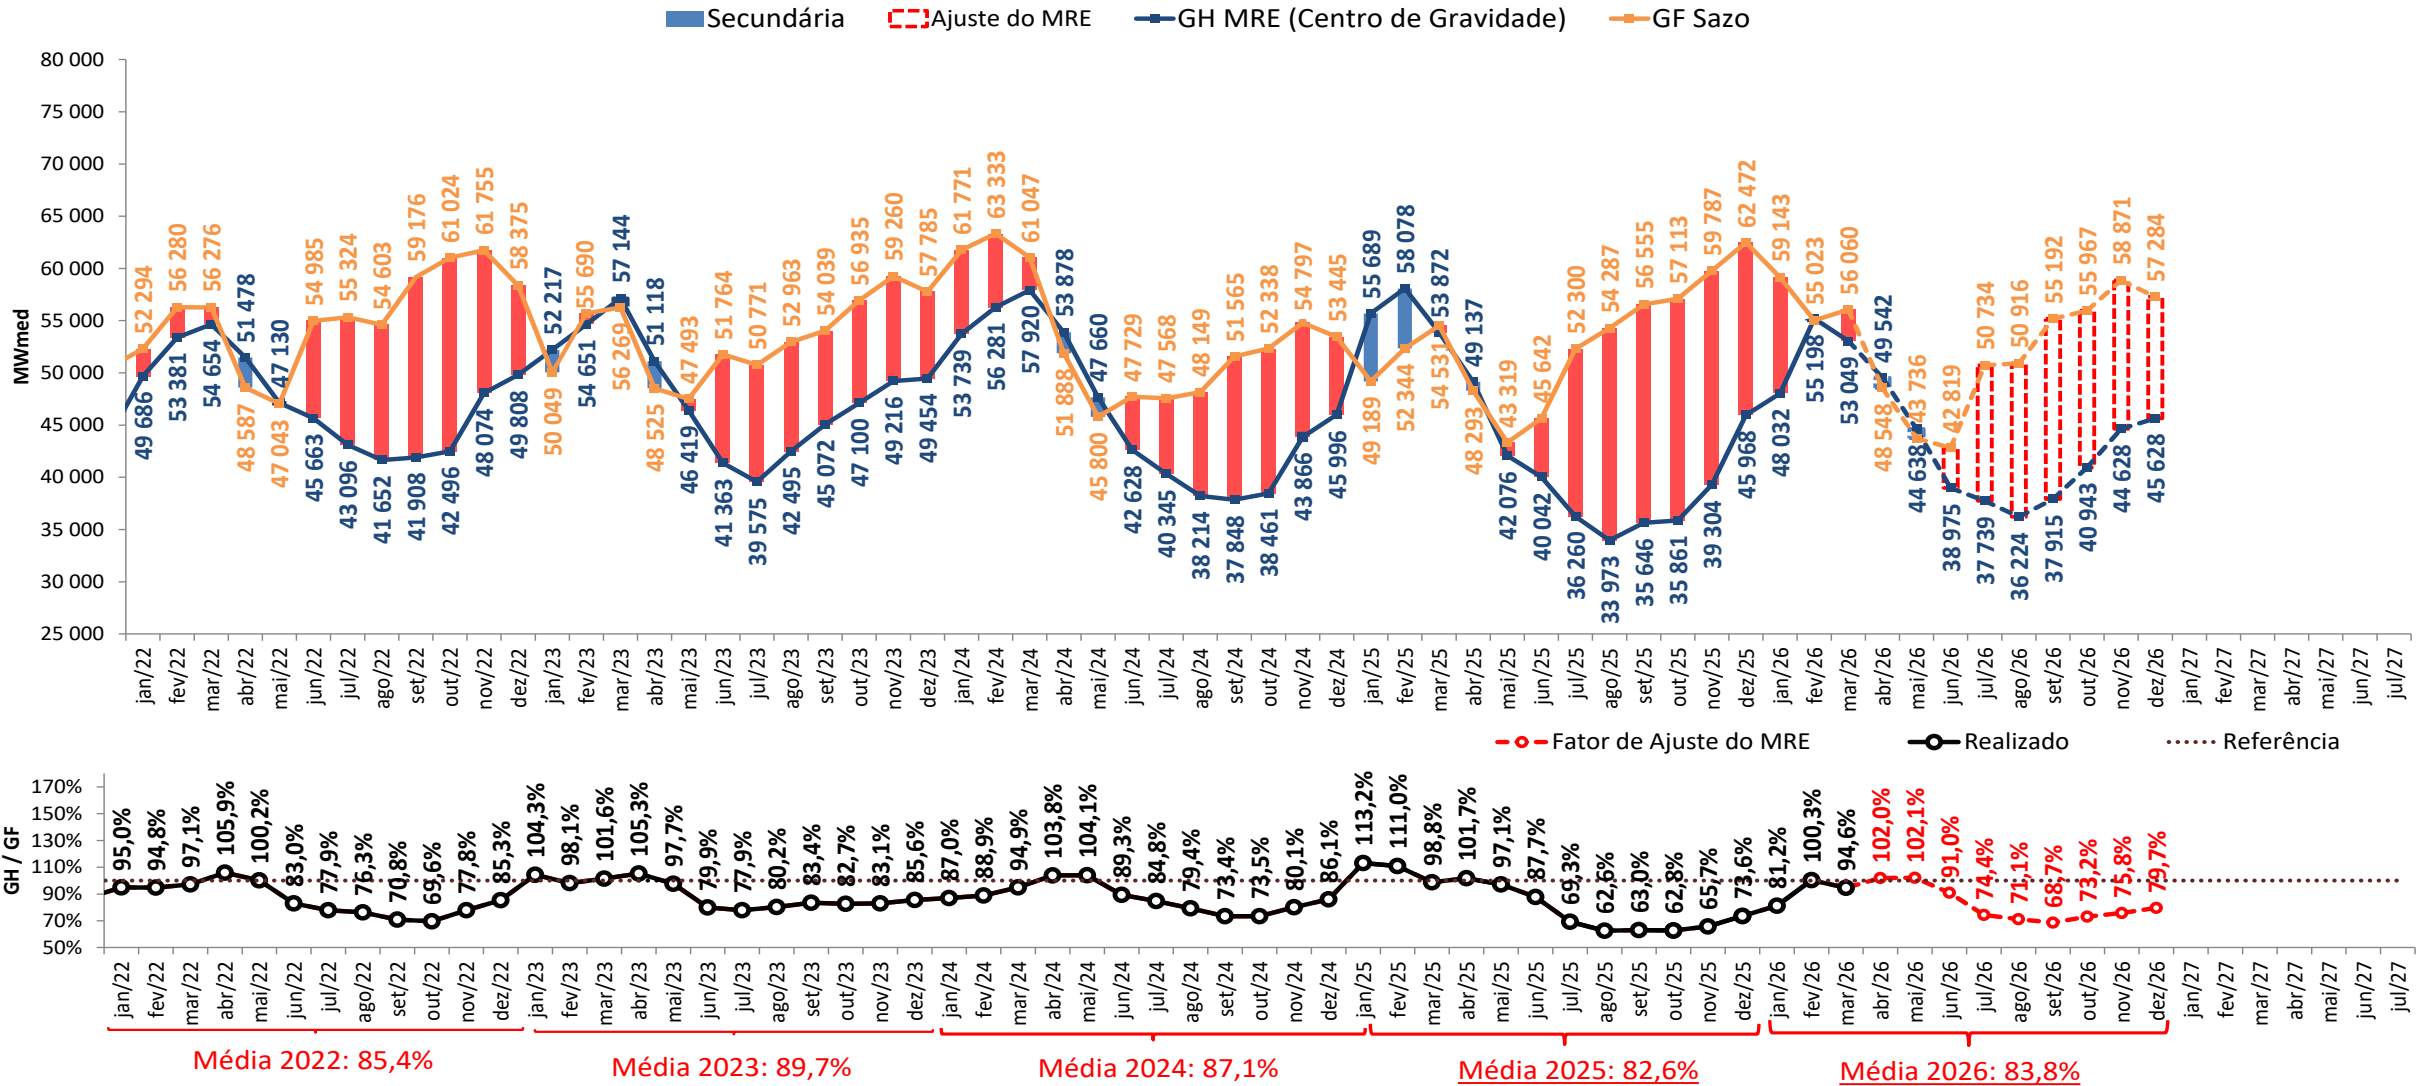 Secundária Ajuste do MRE GH MRE (Centro de Gravidade) GF Sazo
MWmed
80 000
75 000
70 000
65 000
60 000
55 000
50 000
45 000
40 000
35 000
30 000
25 000
52 294 56 280 56 276 48 587 47 043 54 985 55 324 54 603 59 176 61 024 61 755 58 375 50 049 55 690 56 269 48 525 47 493 51 764 50 771 52 963 54 039 56 935 59 260 57 785 61 771 63 333 61 047 51 888 45 800 47 729 47 568 48 149 51 565 52 338 54 797 53 445 49 189 52 344 54 531 48 293 43 319 45 642 52 300 54 287 56 555 57 113 59 787 62 472 59 143 55 023 56 060 48 548 43 736 42 819 50 734 50 916 55 192 55 967 58 871 57 284
49 686 53 381 54 654 51 478 47 130 45 663 43 096 41 652 41 908 42 496 48 074 49 808 52 217 54 651 57 144 51 118 46 419 41 363 39 575 42 495 45 072 47 100 49 216 49 454 53 739 56 281 57 920 53 878 47 660 42 628 40 345 38 214 37 848 38 461 43 866 45 996 55 689 58 078 53 872 49 137 42 076 40 042 36 260 33 973 35 646 35 861 39 304 45 968 48 032 55 198 53 049 49 542 44 638 38 975 37 739 36 224 37 915 40 943 44 628 45 628
jan/22 fev/22 mar/22 abr/22 mai/22 jun/22 jul/22 ago/22 set/22 out/22 nov/22 dez/22 jan/23 fev/23 mar/23 abr/23 mai/23 jun/23 jul/23 ago/23 set/23 out/23 nov/23 dez/23 jan/24 fev/24 mar/24 abr/24 mai/24 jun/24 jul/24 ago/24 set/24 out/24 nov/24 dez/24 jan/25 fev/25 mar/25 abr/25 mai/25 jun/25 jul/25 ago/25 set/25 out/25 nov/25 dez/25 jan/26 fev/26 mar/26 abr/26 mai/26 jun/26 jul/26 ago/26 set/26 out/26 nov/26 dez/26 jan/27 fev/27 mar/27 abr/27 mai/27 jun/27 jul/27
Fator de Ajuste do MRE Realizado Referência
GH / GF
170%
150%
130%
110%
90%
70%
50%
95,0% 94,8% 97,1% 105,9% 100,2% 83,0% 77,9% 76,3% 70,8% 69,6% 77,8% 85,3% 104,3% 98,1% 101,6% 105,3% 97,7% 79,9% 77,9% 80,2% 83,4% 82,7% 83,1% 85,6% 87,0% 88,9% 94,9% 103,8% 104,1% 89,3% 84,8% 79,4% 73,4% 73,5% 80,1% 86,1% 113,2% 111,0% 98,8% 101,7% 97,1% 87,7% 69,3% 62,6% 63,0% 62,8% 65,7% 73,6% 81,2% 100,3% 94,6% 102,0% 102,1% 91,0% 74,4% 71,1% 68,7% 73,2% 75,8% 79,7%
jan/22 fev/22 mar/22 abr/22 mai/22 jun/22 jul/22 ago/22 set/22 out/22 nov/22 dez/22 jan/23 fev/23 mar/23 abr/23 mai/23 jun/23 jul/23 ago/23 set/23 out/23 nov/23 dez/23 jan/24 fev/24 mar/24 abr/24 mai/24 jun/24 jul/24 ago/24 set/24 out/24 nov/24 dez/24 jan/25 fev/25 mar/25 abr/25 mai/25 jun/25 jul/25 ago/25 set/25 out/25 nov/25 dez/25 jan/26 fev/26 mar/26 abr/26 mai/26 jun/26 jul/26 ago/26 set/26 out/26 nov/26 dez/26 jan/27 fev/27 mar/27 abr/27 mai/27 jun/27 jul/27
Média 2022: 85,4% Média 2023: 89,7% Média 2024: 87,1% Média 2025: 82,6% Média 2026: 83,8%